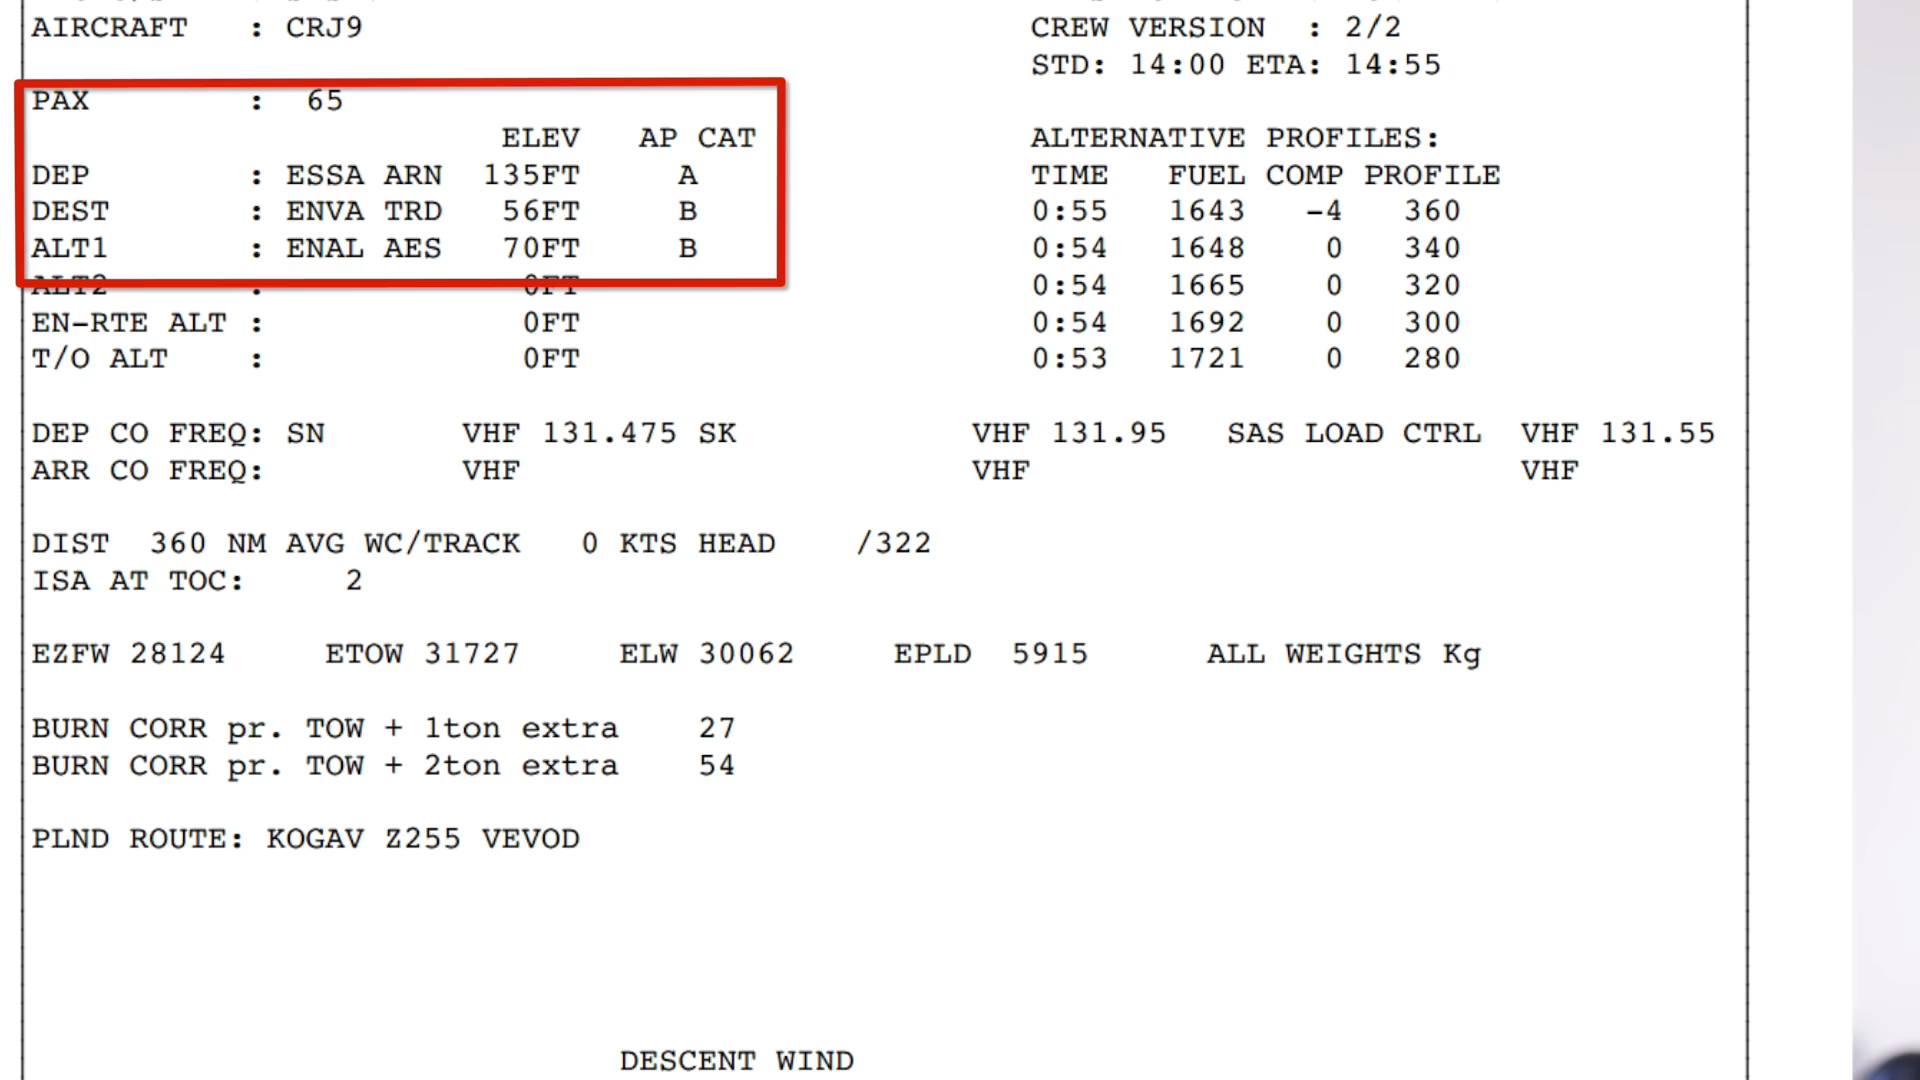 AIRCRAFT : CRJ9 CREW VERSION : 2/2
STD: 14:00 ETA: 14:55
PAX : 65
ELEV AP CAT ALTERNATIVE PROFILES:
DEP : ESSA ARN 135FT A TIME FUEL COMP PROFILE
DEST : ENVA TRD 56FT B 0:55 1643 -4 360
ALT1 : ENAL AES 70FT B 0:54 1648 0 340
ALT2 : 0FT 0:54 1665 0 320
EN-RTE ALT : 0FT 0:54 1692 0 300
T/O ALT : 0FT 0:53 1721 0 280
DEP CO FREQ: SN VHF 131.475 SK VHF 131.95 SAS LOAD CTRL VHF 131.55
ARR CO FREQ: VHF VHF VHF
DIST 360 NM AVG WC/TRACK 0 KTS HEAD /322
ISA AT TOC: 2
EZFW 28124 ETOW 31727 ELW 30062 EPLD 5915 ALL WEIGHTS Kg
BURN CORR pr. TOW + 1ton extra 27
BURN CORR pr. TOW + 2ton extra 54
PLND ROUTE: KOGAV Z255 VEVOD
DESCENT WIND